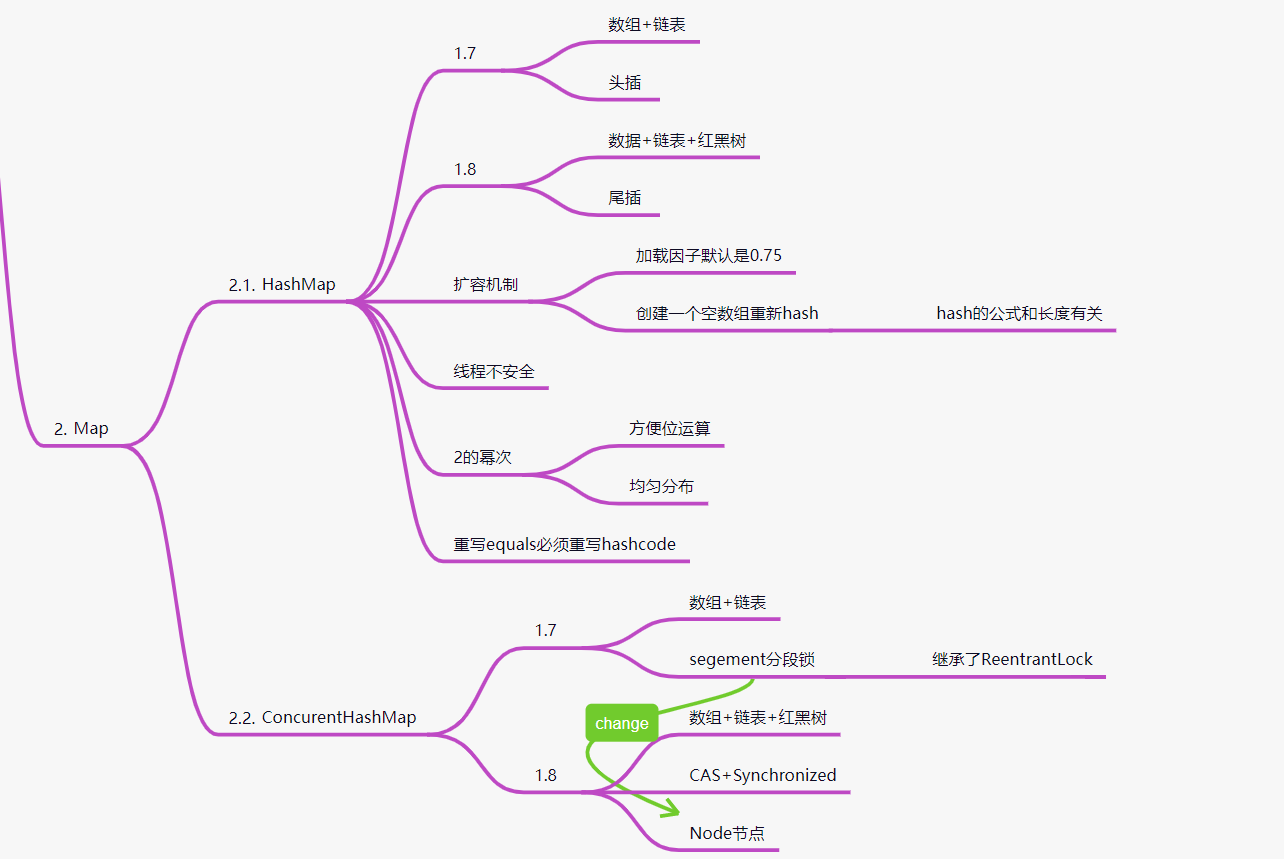 2. Map
2.1. HashMap
1.7
数组+链表
头插
1.8
数据+链表+红黑树
尾插
扩容机制
加载因子默认是0.75
创建一个空数组重新hash
hash的公式和长度有关
线程不安全
2的幂次
方便位运算
均匀分布
重写equals必须重写hashcode
2.2. ConcurentHashMap
1.7
数组+链表
segement分段锁
继承了ReentrantLock
change
1.8
数组+链表+红黑树
CAS+Synchronized
Node节点